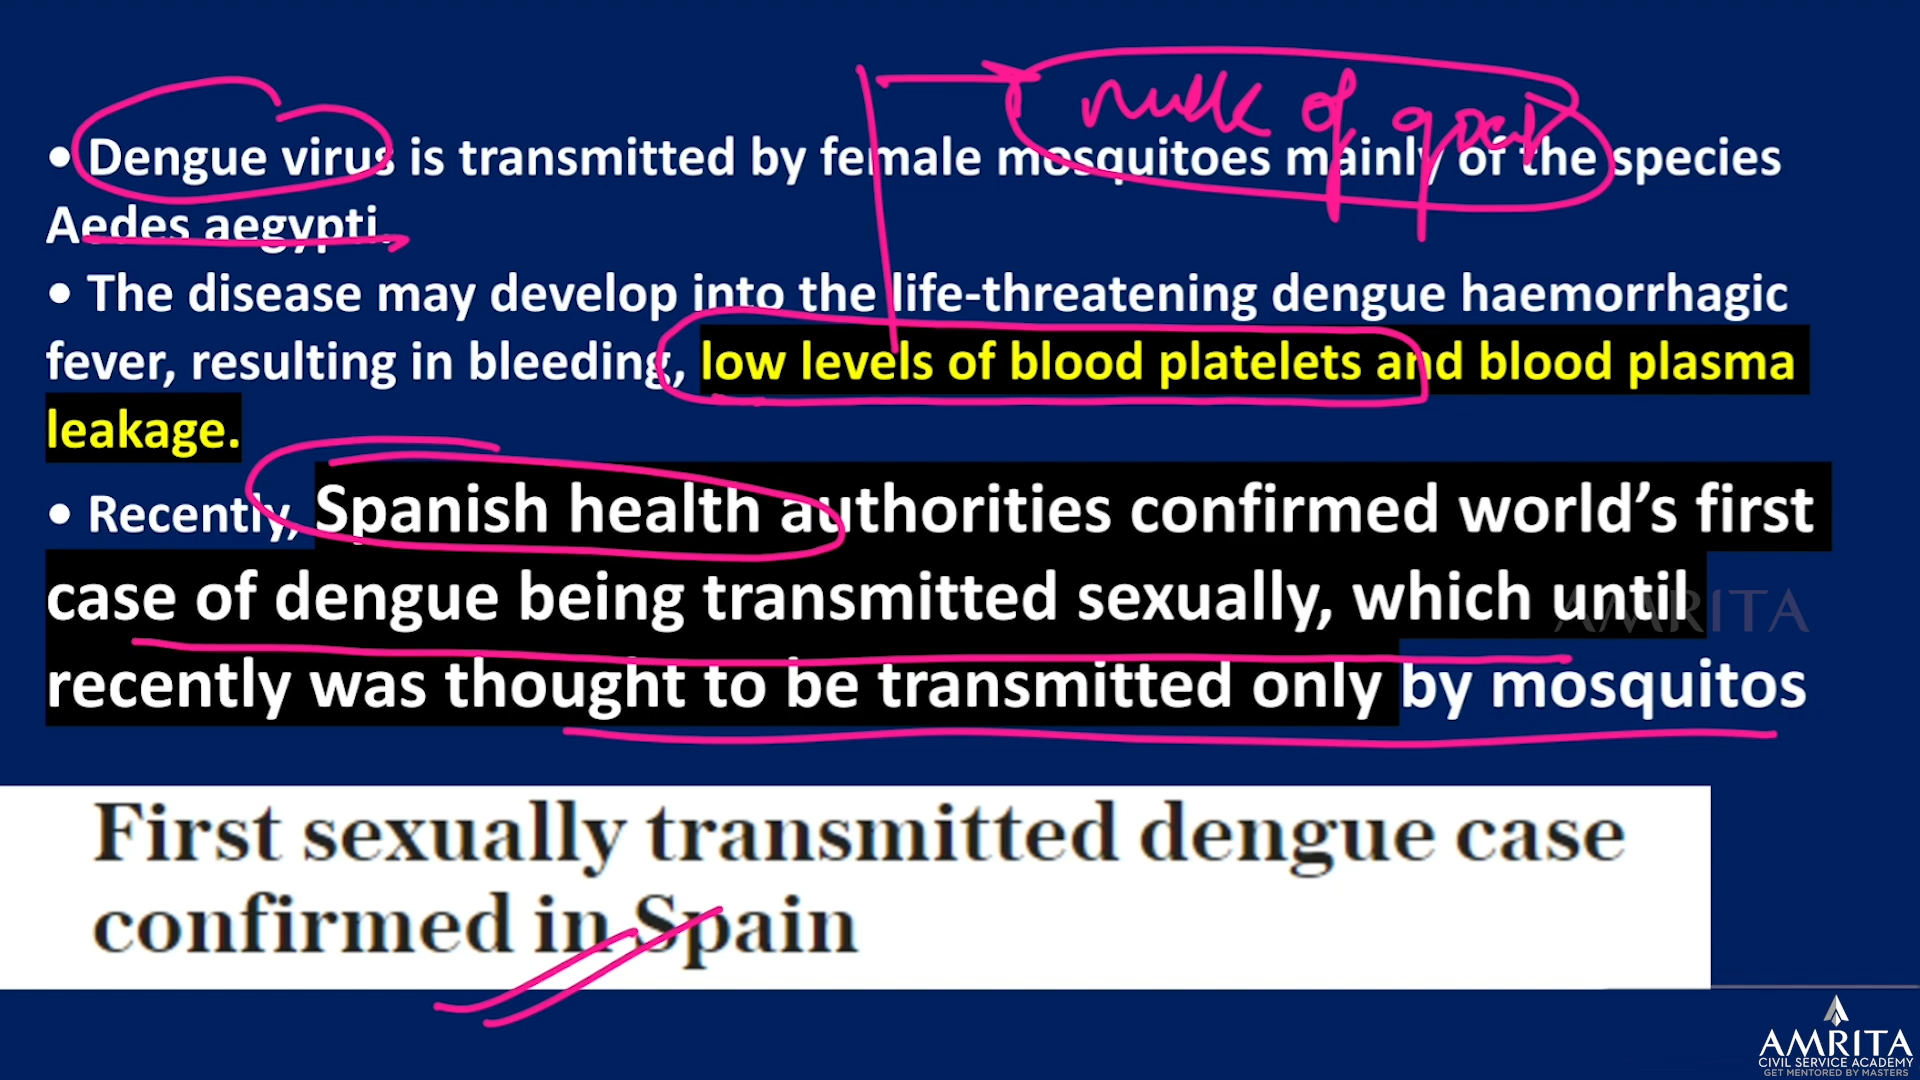 milk of goat
• Dengue virus is transmitted by female mosquitoes mainly of the species
Aedes aegypti.
• The disease may develop into the life-threatening dengue haemorrhagic
fever, resulting in bleeding, low levels of blood platelets and blood plasma
leakage.
• Recently, Spanish health authorities confirmed world’s first
case of dengue being transmitted sexually, which until
recently was thought to be transmitted only by mosquitos
AMRITA
First sexually transmitted dengue case
confirmed in Spain
AMRITA
CIVIL SERVICE ACADEMY
GET MENTORED BY MASTERS